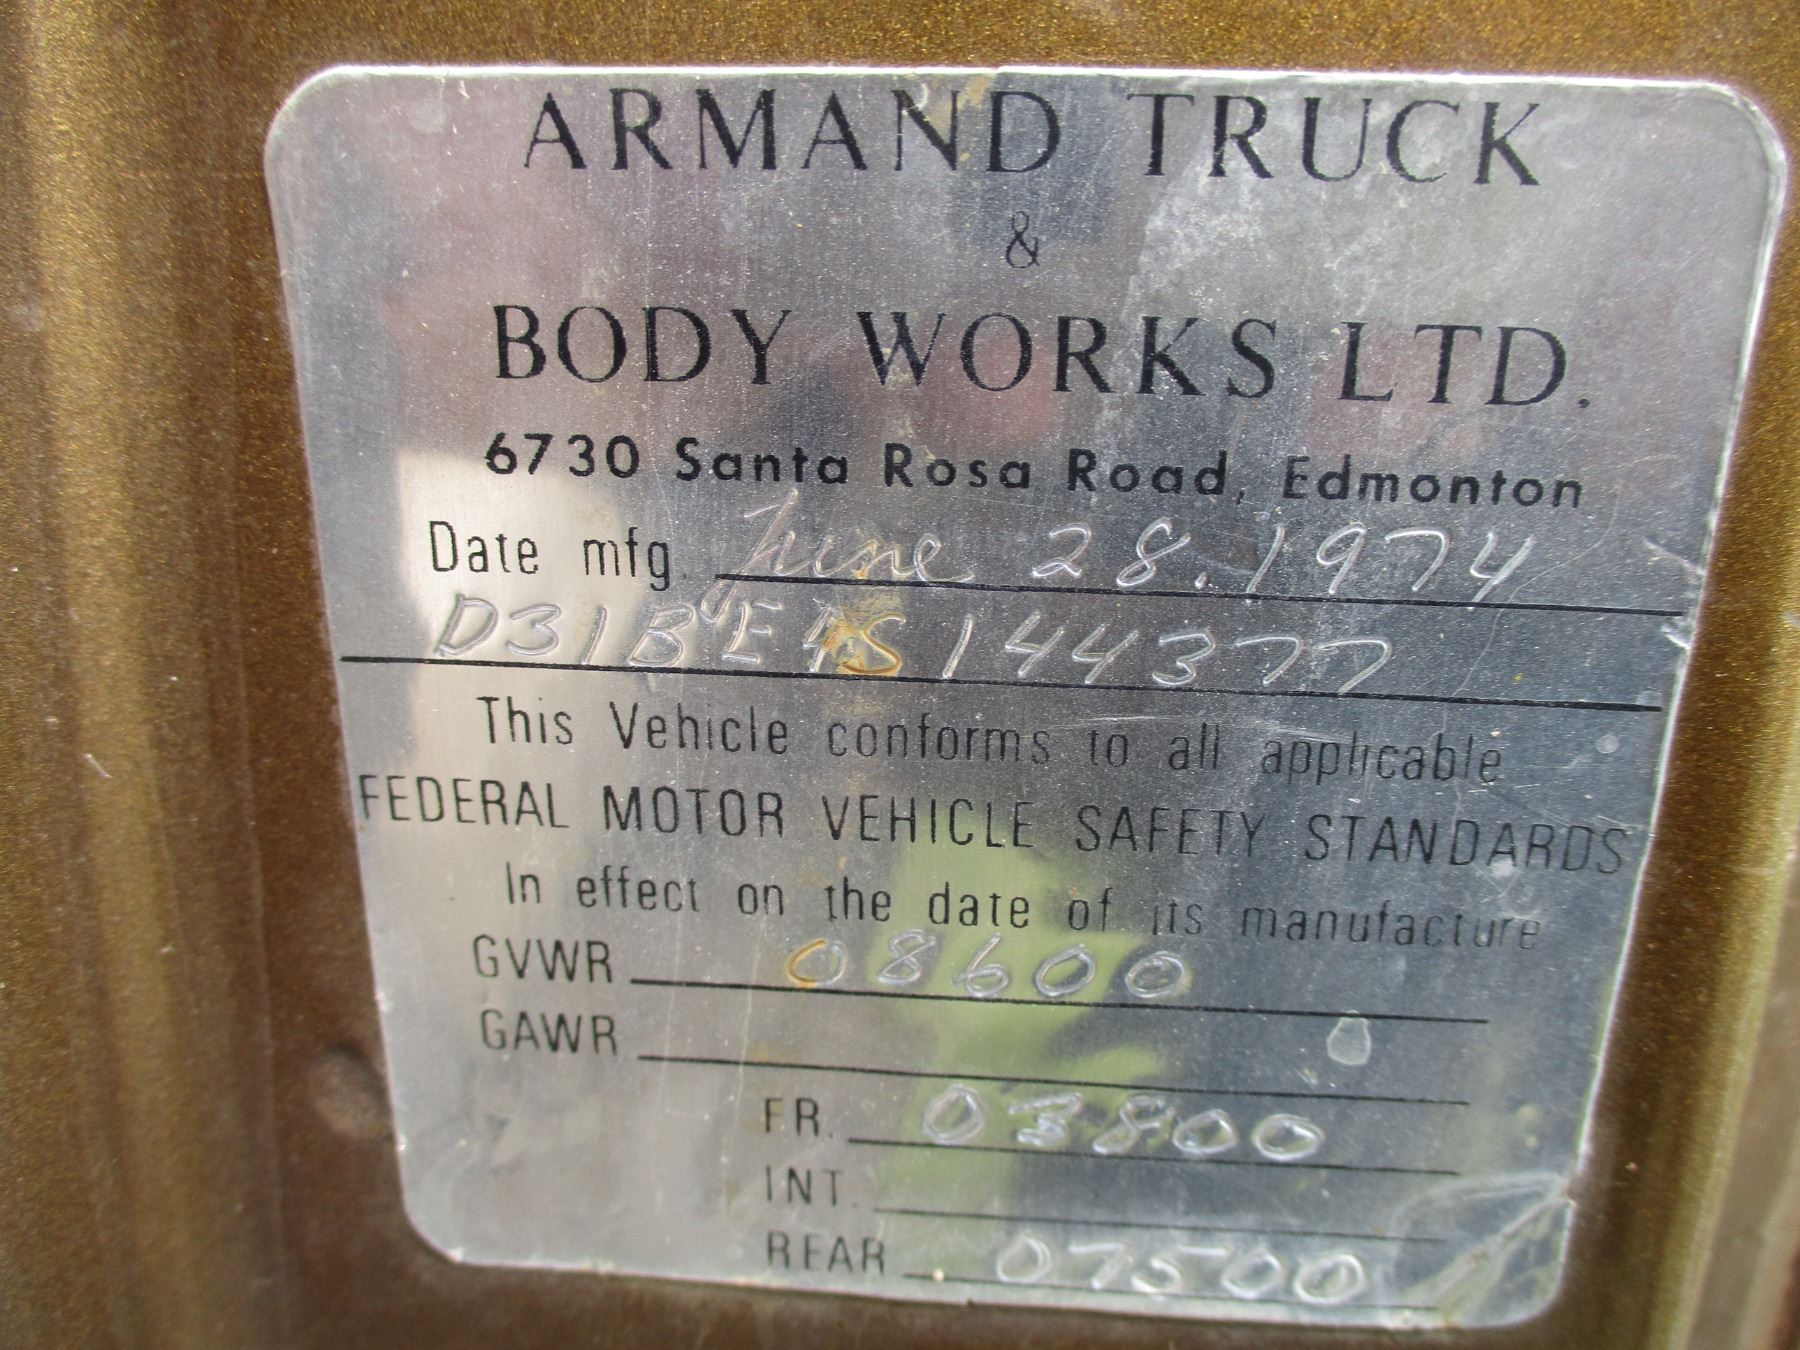 ARMAND TRUCK
&
BODY WORKS LTD.
6730 Santa Rosa Road, Edmonton
Date mfg. June 28. 1974
D31BE4S144377
This Vehicle conforms to all applicable
FEDERAL MOTOR VEHICLE SAFETY STANDARDS
In effect on the date of its manufacture
GVWR 08600
GAWR
FR. 03800
INT.
REAR 07500